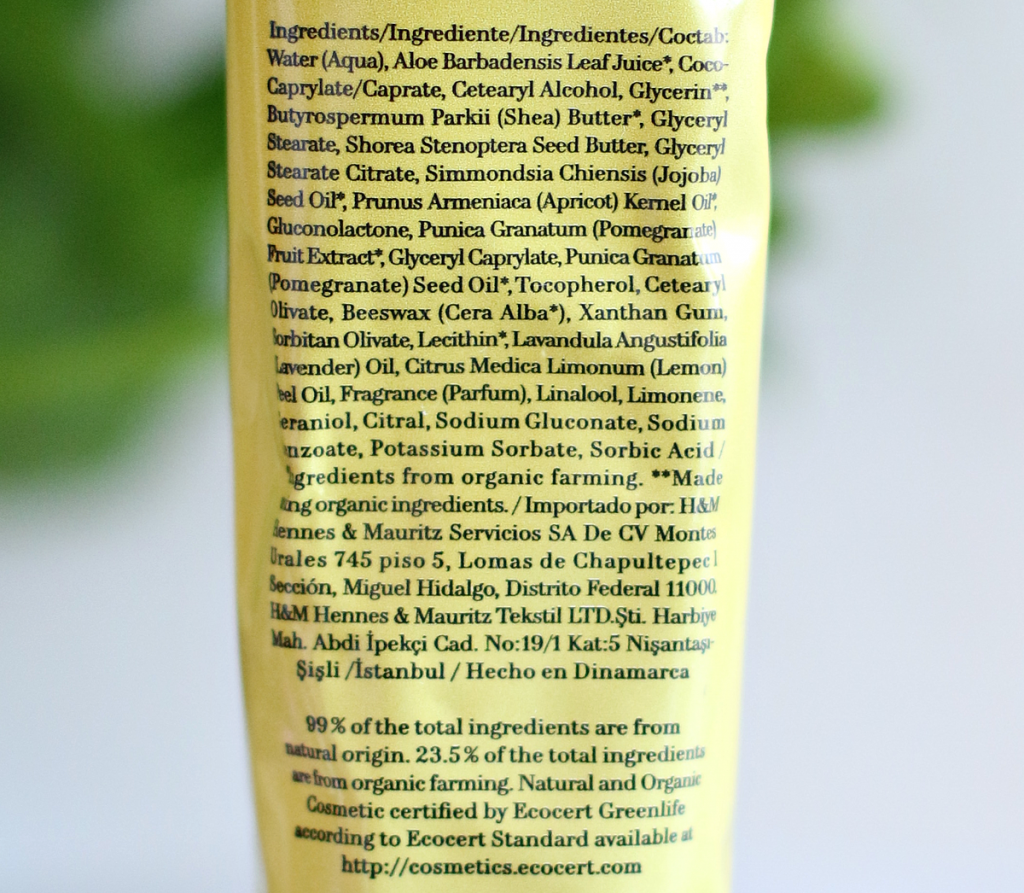 Ingredients/Ingrediente/Ingredientes/Coctab:
Water (Aqua), Aloe Barbadensis Leaf Juice*, Coco-
Caprylate/Caprate, Cetearyl Alcohol, Glycerin**,
Butyrospermum Parkii (Shea) Butter*, Glyceryl
Stearate, Shorea Stenoptera Seed Butter, Glyceryl
Stearate Citrate, Simmondsia Chiensis (Jojoba)
Seed Oil*, Prunus Armeniaca (Apricot) Kernel Oil*,
Gluconolactone, Punica Granatum (Pomegranate)
Fruit Extract*, Glyceryl Caprylate, Punica Granatum
(Pomegranate) Seed Oil*, Tocopherol, Cetearyl
Olivate, Beeswax (Cera Alba*), Xanthan Gum,
Sorbitan Olivate, Lecithin*, Lavandula Angustifolia
(Lavender) Oil, Citrus Medica Limonum (Lemon)
Peel Oil, Fragrance (Parfum), Linalool, Limonene,
Geraniol, Citral, Sodium Gluconate, Sodium
Benzoate, Potassium Sorbate, Sorbic Acid /
*Ingredients from organic farming. **Made
using organic ingredients. / Importado por: H&M
Hennes & Mauritz Servicios SA De CV Montes
Urales 745 piso 5, Lomas de Chapultepec I
Sección, Miguel Hidalgo, Distrito Federal 11000.
H&M Hennes & Mauritz Tekstil LTD.Şti. Harbiye
Mah. Abdi İpekçi Cad. No:19/1 Kat:5 Nişantaşı-
Şişli /İstanbul / Hecho en Dinamarca
99% of the total ingredients are from
natural origin. 23.5% of the total ingredients
are from organic farming. Natural and Organic
Cosmetic certified by Ecocert Greenlife
according to Ecocert Standard available at
http://cosmetics.ecocert.com